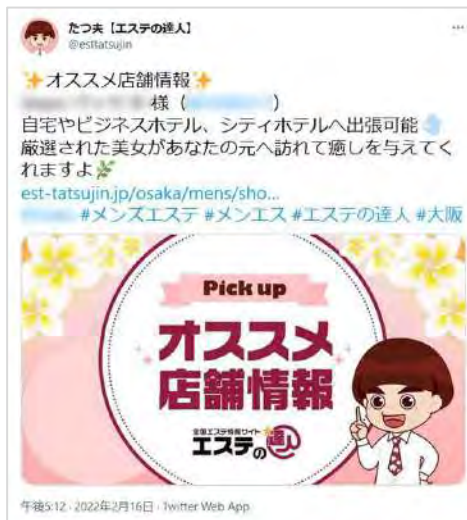 たつ夫【エステの達人】
@esttatsujin
✨オススメ店舗情報✨
様（ ）
自宅やビジネスホテル、シティホテルへ出張可能
厳選された美女があなたの元へ訪れて癒しを与えてく
れますよ🌿
est-tatsujin.jp/osaka/mens/sho...
#メンズエステ #メンエス #エステの達人 #大阪
Pick up
オススメ
店舗情報
全国エステ情報サイト
エステの達人
午後5:12 · 2022年2月16日 · Twitter Web App